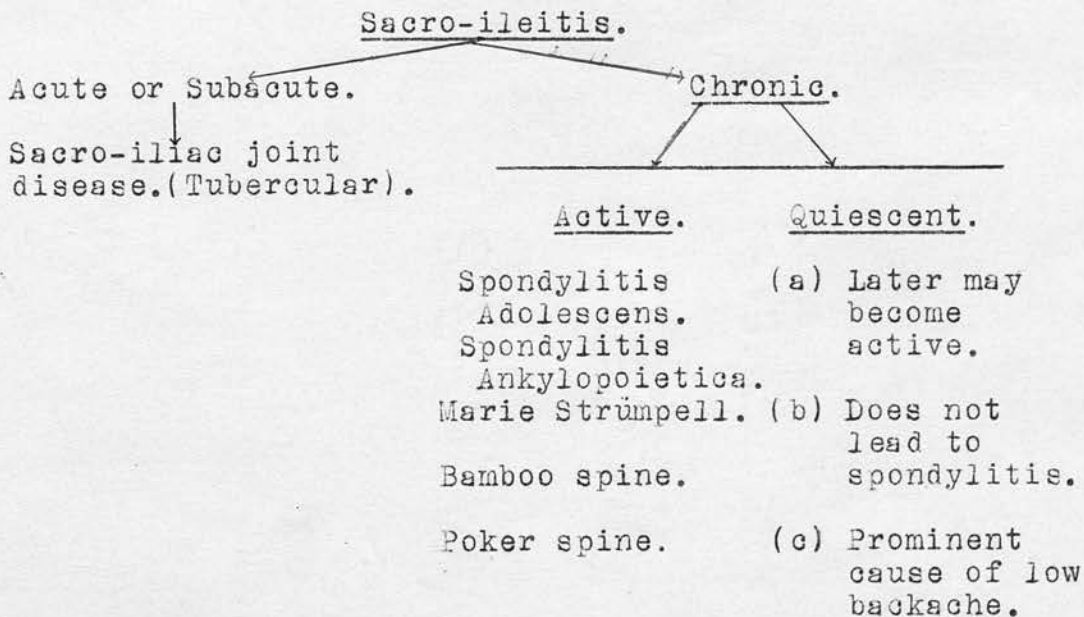 Sacro-ileitis.
Acute or Subacute.
Chronic.
Sacro-iliac joint
disease.(Tubercular).
Active.
Quiescent.
Spondylitis
Adolescens.
Spondylitis
Ankylopoietica.
Marie Strümpell.
Bamboo spine.
Poker spine.
(a) Later may
become
active.
(b) Does not
lead to
spondylitis.
(c) Prominent
cause of low
backache.